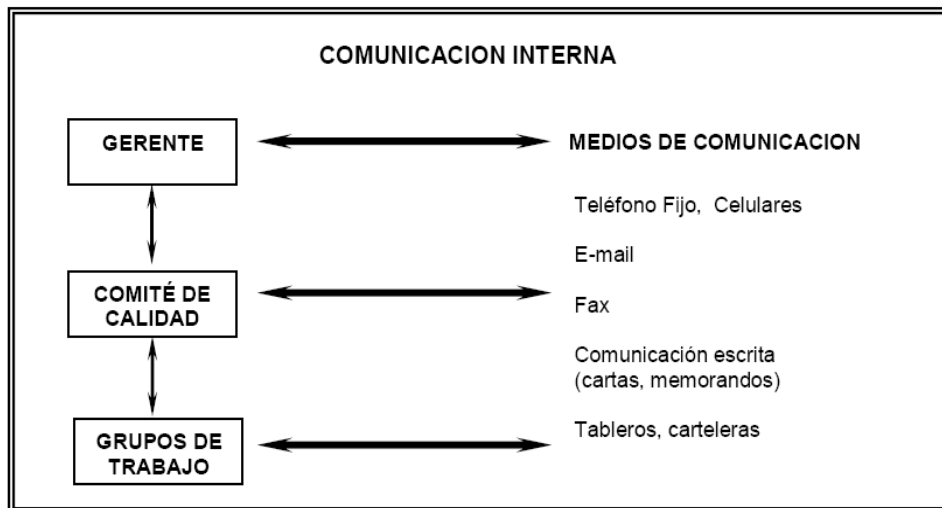 COMUNICACION INTERNA
GERENTE
MEDIOS DE COMUNICACION
Teléfono Fijo, Celulares
E-mail
COMITÉ DE
CALIDAD
Fax
Comunicación escrita
(cartas, memorandos)
GRUPOS DE
TRABAJO
Tableros, carteleras